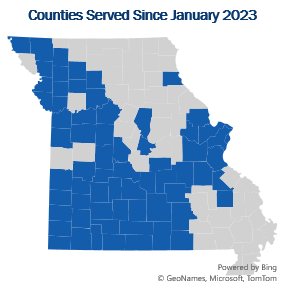 Counties Served Since January 2023
Powered by Bing
© GeoNames, Microsoft, TomTom